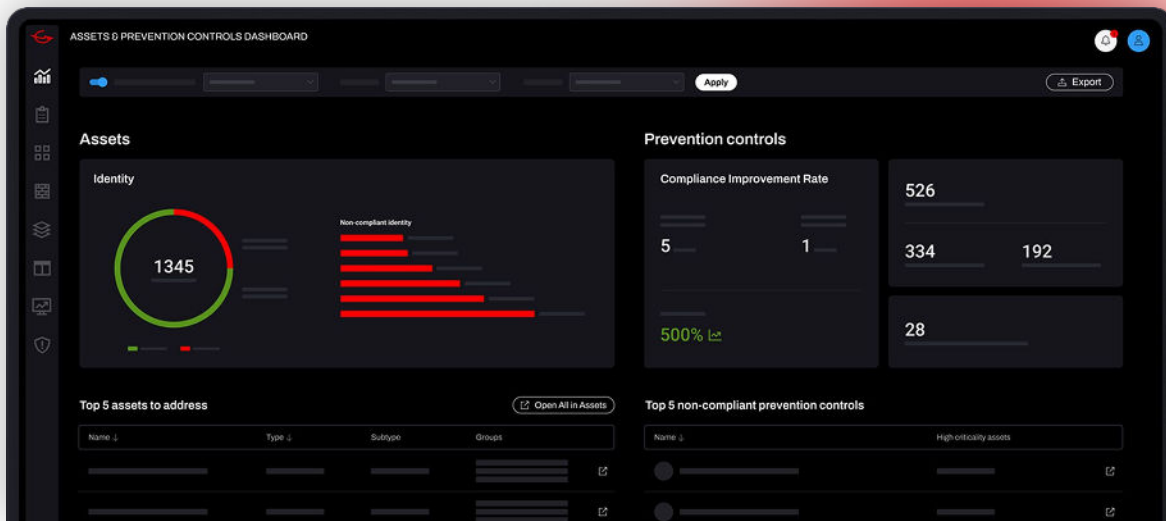 ASSETS & PREVENTION CONTROLS DASHBOARD
Apply
Export
Assets
Identity
1345
Non-compliant identity
Prevention controls
Compliance Improvement Rate
5
1
500%
526
334 192
28
Top 5 assets to address
Open All in Assets
Name ↓ Type ↓ Subtype Groups
Top 5 non-compliant prevention controls
Name ↓ High criticality assets